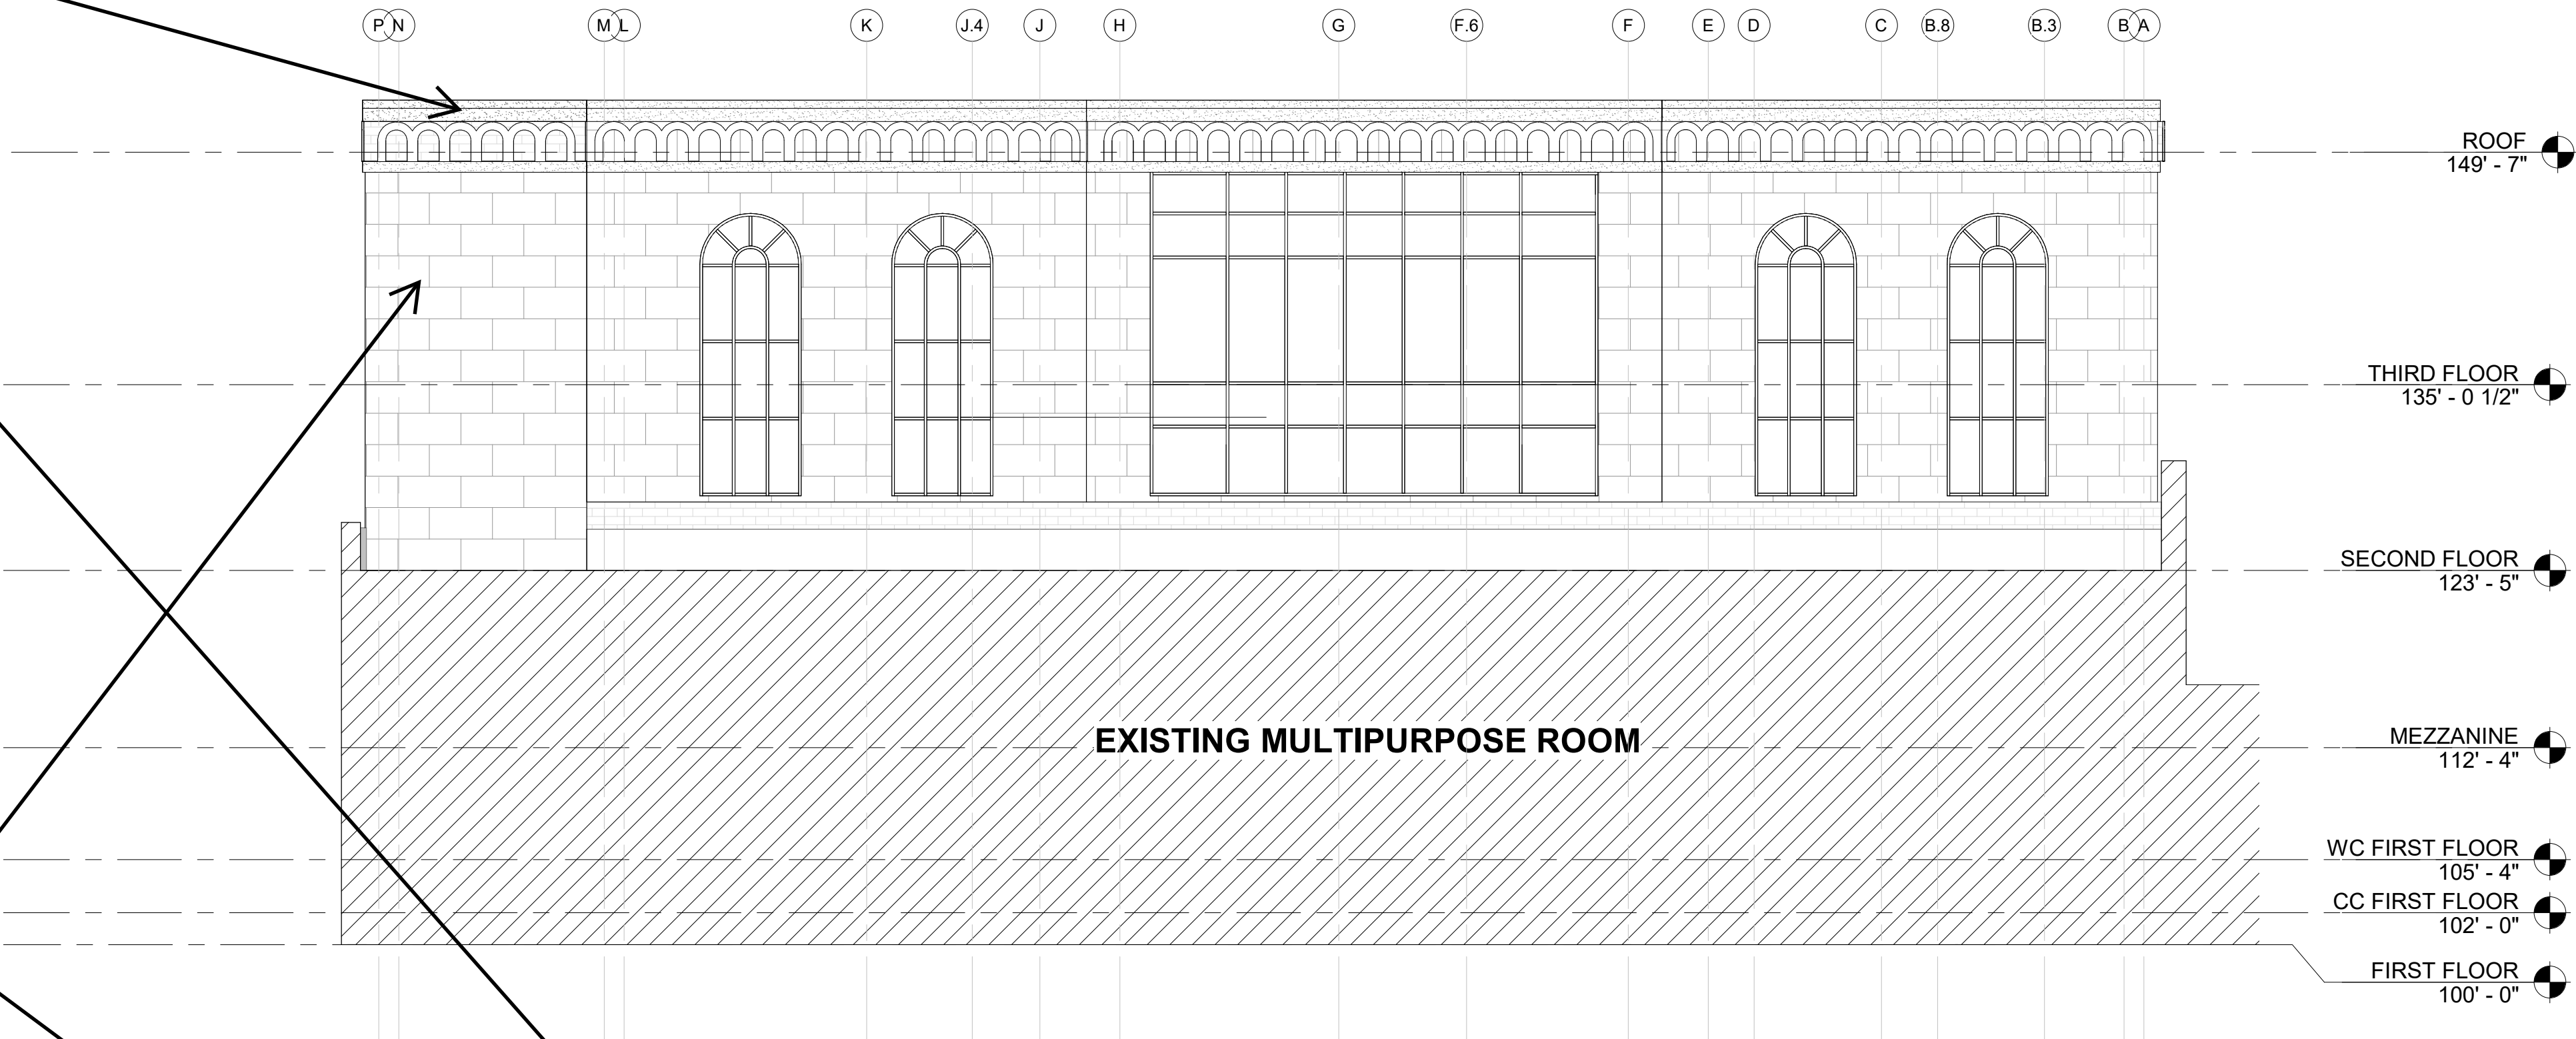 P N M L K J.4 J H G F.6 F E D C B.8 B.3 B A
ROOF
149' - 7"
THIRD FLOOR
135' - 0 1/2"
SECOND FLOOR
123' - 5"
EXISTING MULTIPURPOSE ROOM
MEZZANINE
112' - 4"
WC FIRST FLOOR
105' - 4"
CC FIRST FLOOR
102' - 0"
FIRST FLOOR
100' - 0"